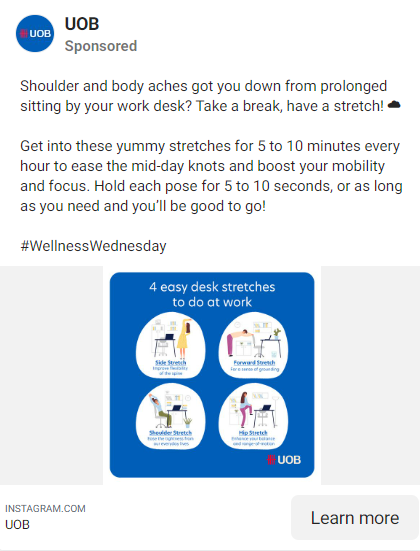 UOB
UOB
Sponsored
Shoulder and body aches got you down from prolonged
sitting by your work desk? Take a break, have a stretch! ☁
Get into these yummy stretches for 5 to 10 minutes every
hour to ease the mid-day knots and boost your mobility
and focus. Hold each pose for 5 to 10 seconds, or as long
as you need and you'll be good to go!
#WellnessWednesday
4 easy desk stretches
to do at work
Side Stretch
Improve flexibility
of the spine
Forward Stretch
For a sense of grounding
Shoulder Stretch
Ease the tightness from
our everyday lives
Hip Stretch
Enhance your balance
and range of motion
UOB
INSTAGRAM.COM
UOB
Learn more